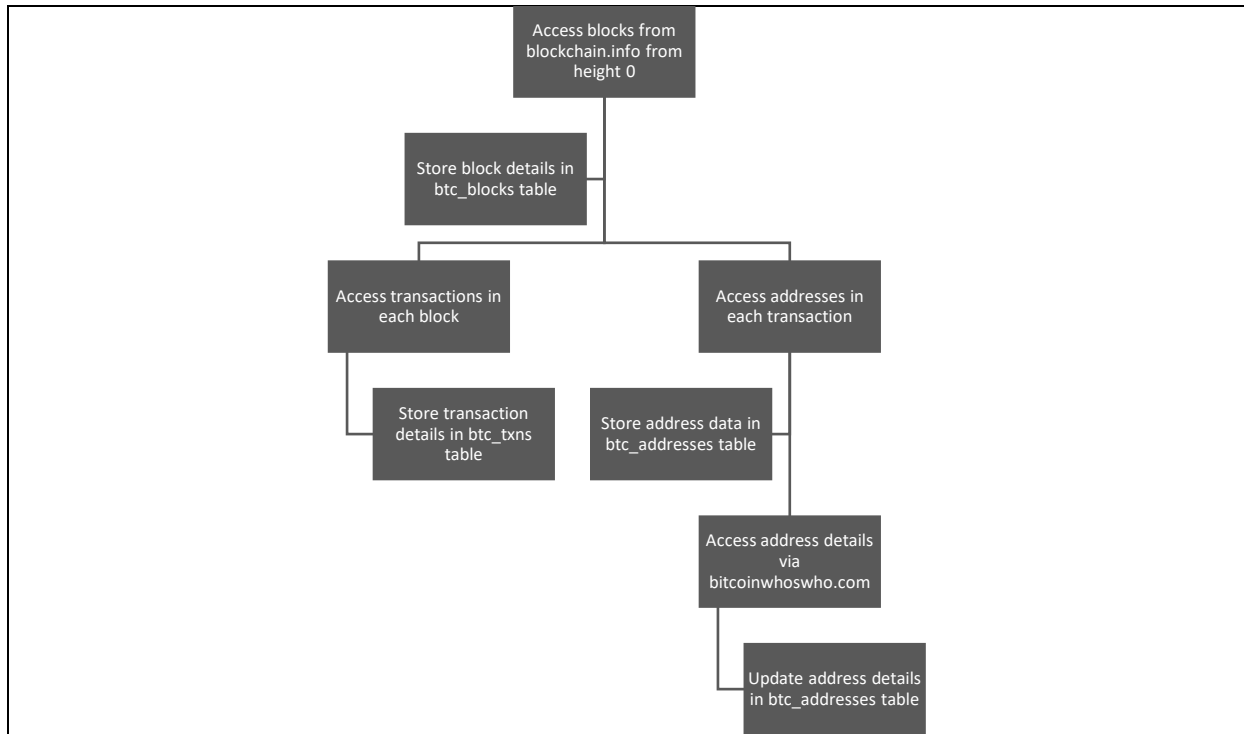 Access blocks from
blockchain.info from
height 0
Store block details in
btc_blocks table
Access transactions in
each block
Access addresses in
each transaction
Store transaction
details in btc_txns
table
Store address data in
btc_addresses table
Access address details
via
bitcoinwhoswho.com
Update address details
in btc_addresses table